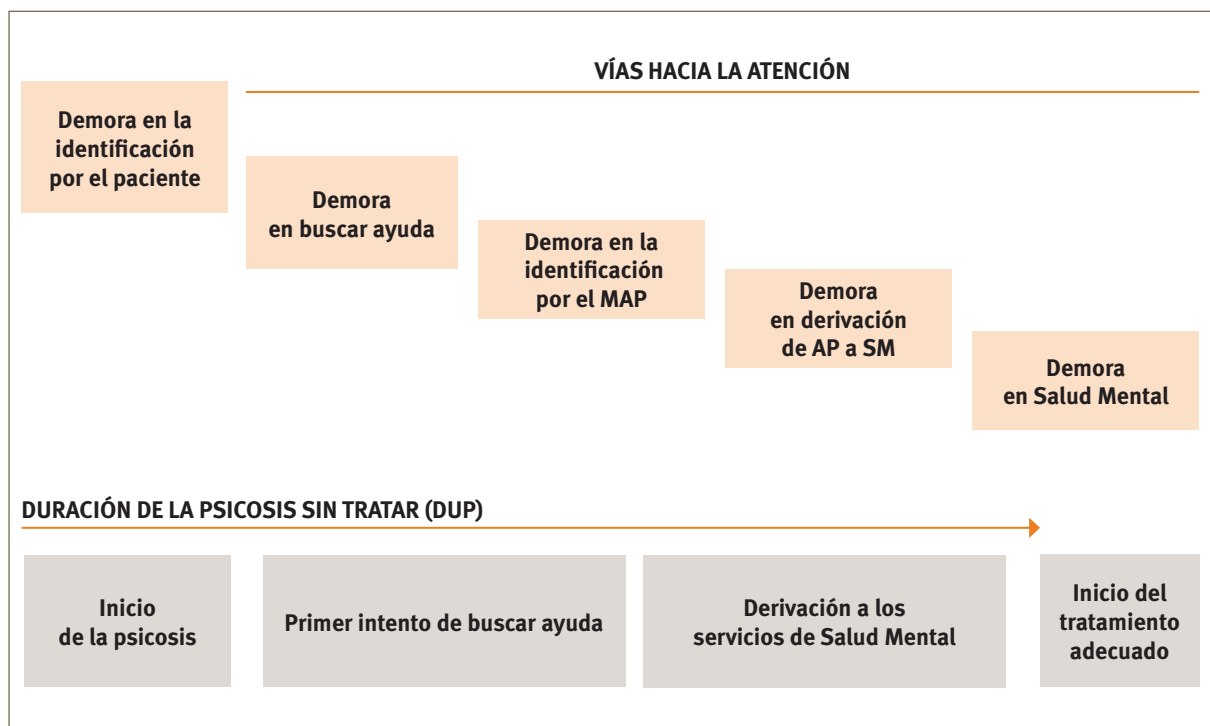 VÍAS HACIA LA ATENCIÓN
Demora en la
identificación
por el paciente
Demora
en buscar ayuda
Demora en la
identificación
por el MAP
Demora
en derivación
de AP a SM
Demora
en Salud Mental
DURACIÓN DE LA PSICOSIS SIN TRATAR (DUP)
Inicio
de la psicosis
Primer intento de buscar ayuda
Derivación a los
servicios de Salud Mental
Inicio del
tratamiento
adecuado